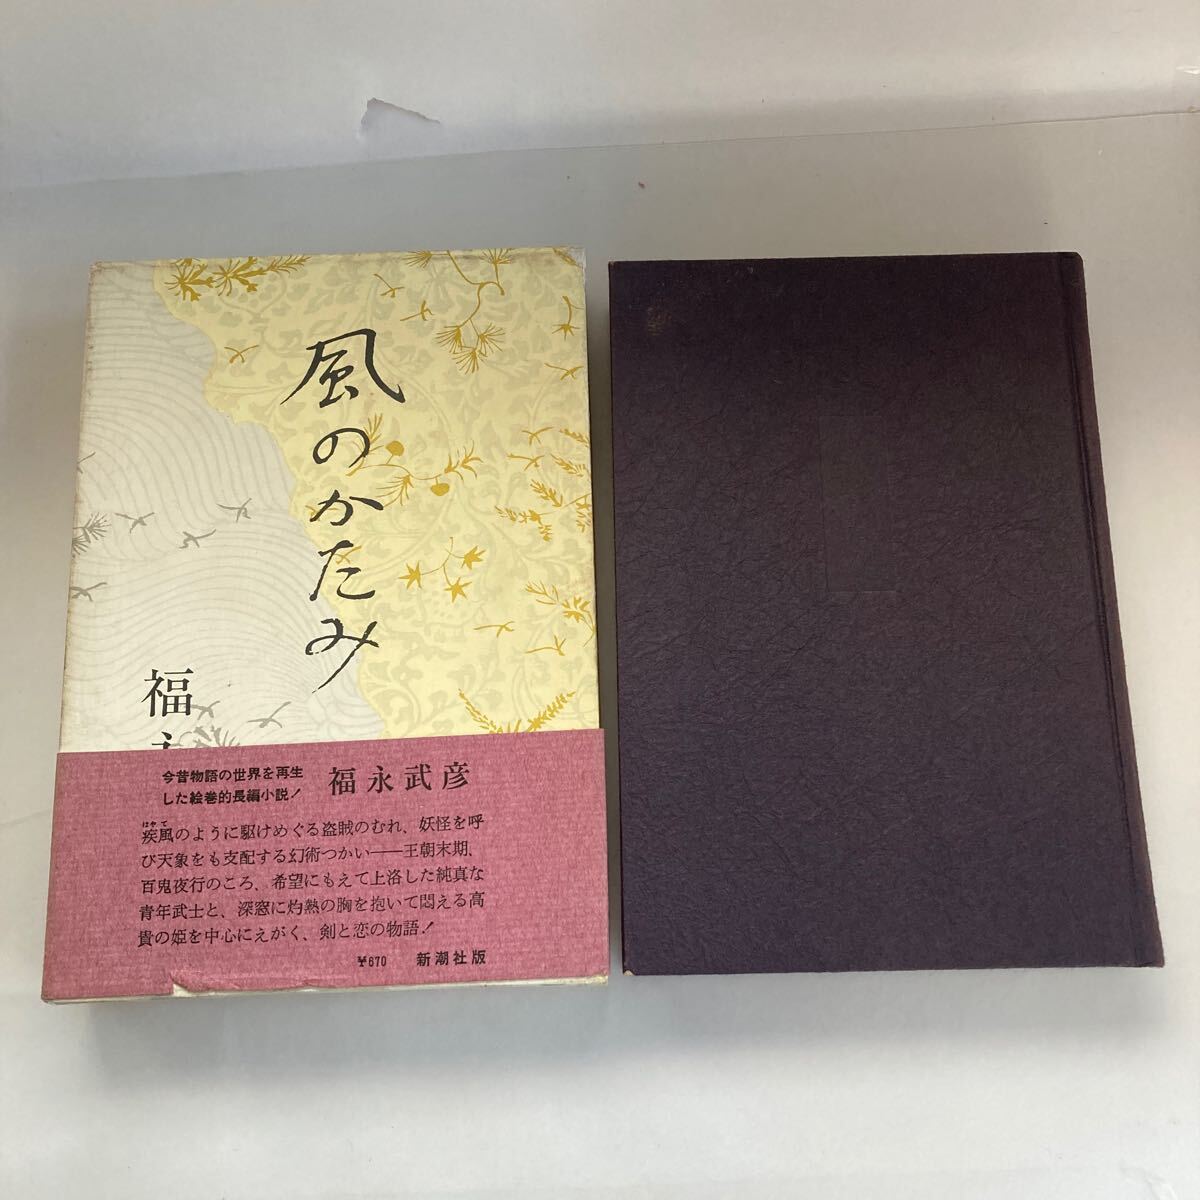 風のかたみ
福永
今昔物語の世界を再生
した絵巻的長編小説！
福永武彦
はやて
疾風のように駆けめぐる盗賊のむれ、妖怪を呼
び天象をも支配する幻術つかい──王朝末期、
百鬼夜行のころ、希望にもえて上洛した純真な
青年武士と、深窓に灼熱の胸を抱いて悶える高
貴の姫を中心にえがく、剣と恋の物語！
¥670 新潮社版